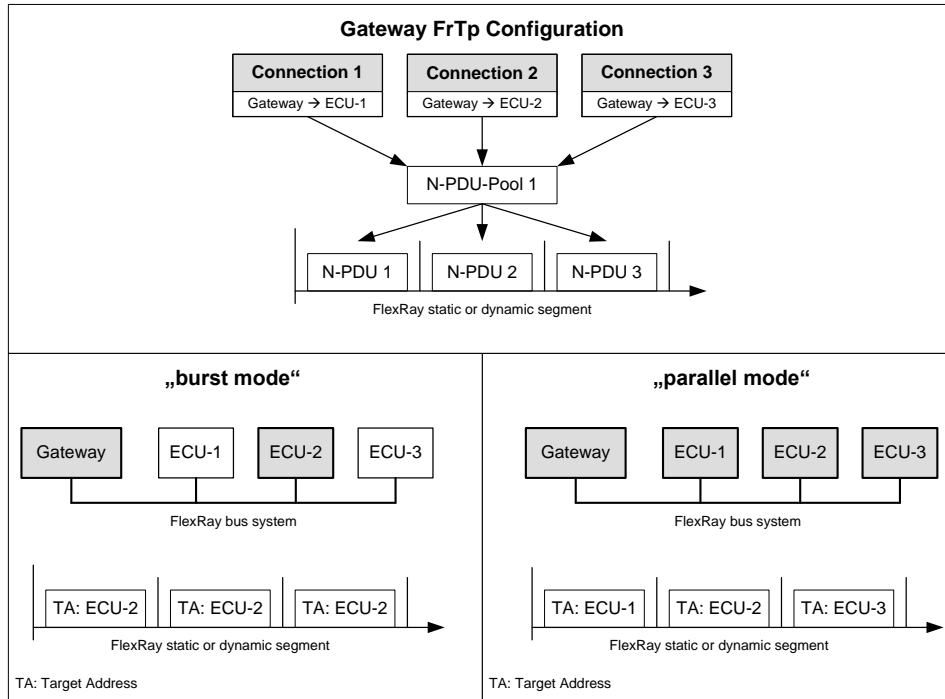 Gateway FrTp Configuration
Connection 1
Connection 2
Connection 3
Gateway → ECU-1
Gateway → ECU-2
Gateway → ECU-3
N-PDU-Pool 1
N-PDU 1
N-PDU 2
N-PDU 3
FlexRay static or dynamic segment
„burst mode“
Gateway
ECU-1
ECU-2
ECU-3
FlexRay bus system
TA: ECU-2
TA: ECU-2
TA: ECU-2
FlexRay static or dynamic segment
TA: Target Address
„parallel mode“
Gateway
ECU-1
ECU-2
ECU-3
FlexRay bus system
TA: ECU-1
TA: ECU-2
TA: ECU-3
FlexRay static or dynamic segment
TA: Target Address